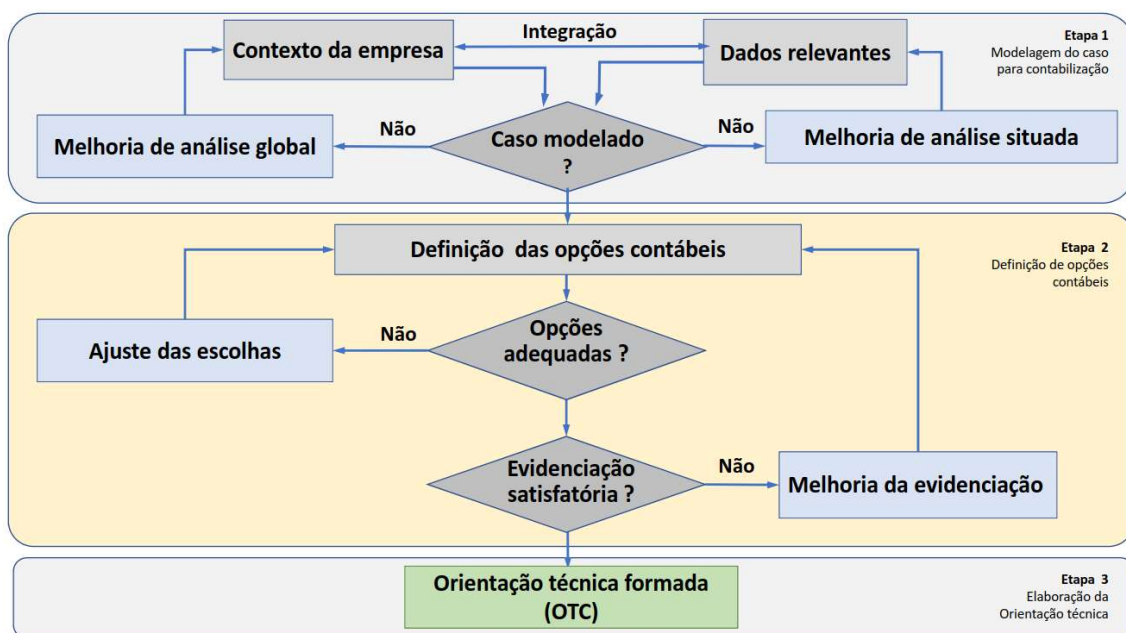 Integração
Contexto da empresa
Dados relevantes
Etapa 1
Modelagem do caso
para contabilização
Melhoria de análise global
Não
Caso modelado
?
Não
Melhoria de análise situada
Definição das opções contábeis
Etapa 2
Definição de opções
contábeis
Ajuste das escolhas
Não
Opções
adequadas ?
Evidenciação
satisfatória ?
Não
Melhoria da evidenciação
Orientação técnica formada
(OTC)
Etapa 3
Elaboração da
Orientação técnica